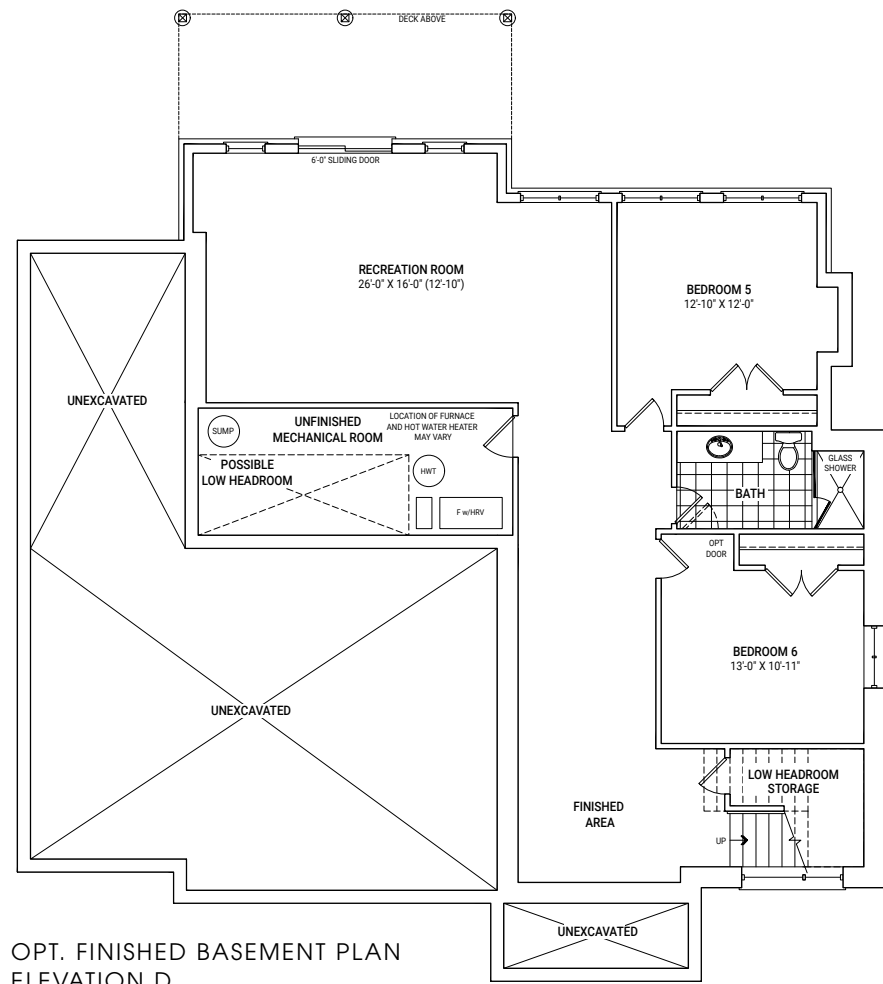 DECK ABOVE
6'-0" SLIDING DOOR
RECREATION ROOM
26'-0" X 16'-0" (12'-10")
BEDROOM 5
12'-10" X 12'-0"
UNEXCAVATED
SUMP
UNFINISHED
MECHANICAL ROOM
LOCATION OF FURNACE
AND HOT WATER HEATER
MAY VARY
POSSIBLE
LOW HEADROOM
HWT
F w/HRV
GLASS
SHOWER
BATH
OPT
DOOR
BEDROOM 6
13'-0" X 10'-11"
UNEXCAVATED
LOW HEADROOM
STORAGE
FINISHED
AREA
UP
UNEXCAVATED
OPT. FINISHED BASEMENT PLAN
ELEVATION D